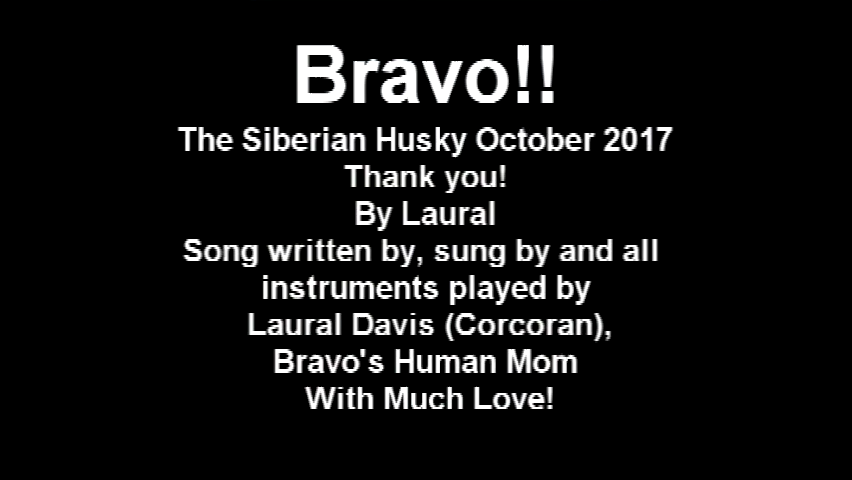 Bravo!!
The Siberian Husky October 2017
Thank you!
By Laural
Song written by, sung by and all
instruments played by
Laural Davis (Corcoran),
Bravo's Human Mom
With Much Love!